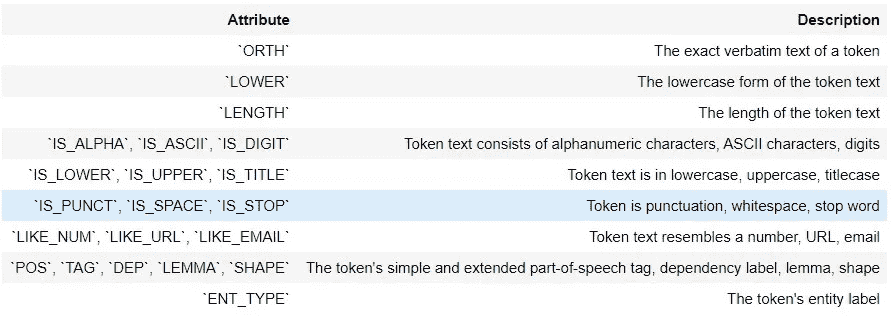 Attribute Description
`ORTH` The exact verbatim text of a token
`LOWER` The lowercase form of the token text
`LENGTH` The length of the token text
`IS_ALPHA`, `IS_ASCII`, `IS_DIGIT` Token text consists of alphanumeric characters, ASCII characters, digits
`IS_LOWER`, `IS_UPPER`, `IS_TITLE` Token text is in lowercase, uppercase, titlecase
`IS_PUNCT`, `IS_SPACE`, `IS_STOP` Token is punctuation, whitespace, stop word
`LIKE_NUM`, `LIKE_URL`, `LIKE_EMAIL` Token text resembles a number, URL, email
`POS`, `TAG`, `DEP`, `LEMMA`, `SHAPE` The token's simple and extended part-of-speech tag, dependency label, lemma, shape
`ENT_TYPE` The token's entity label